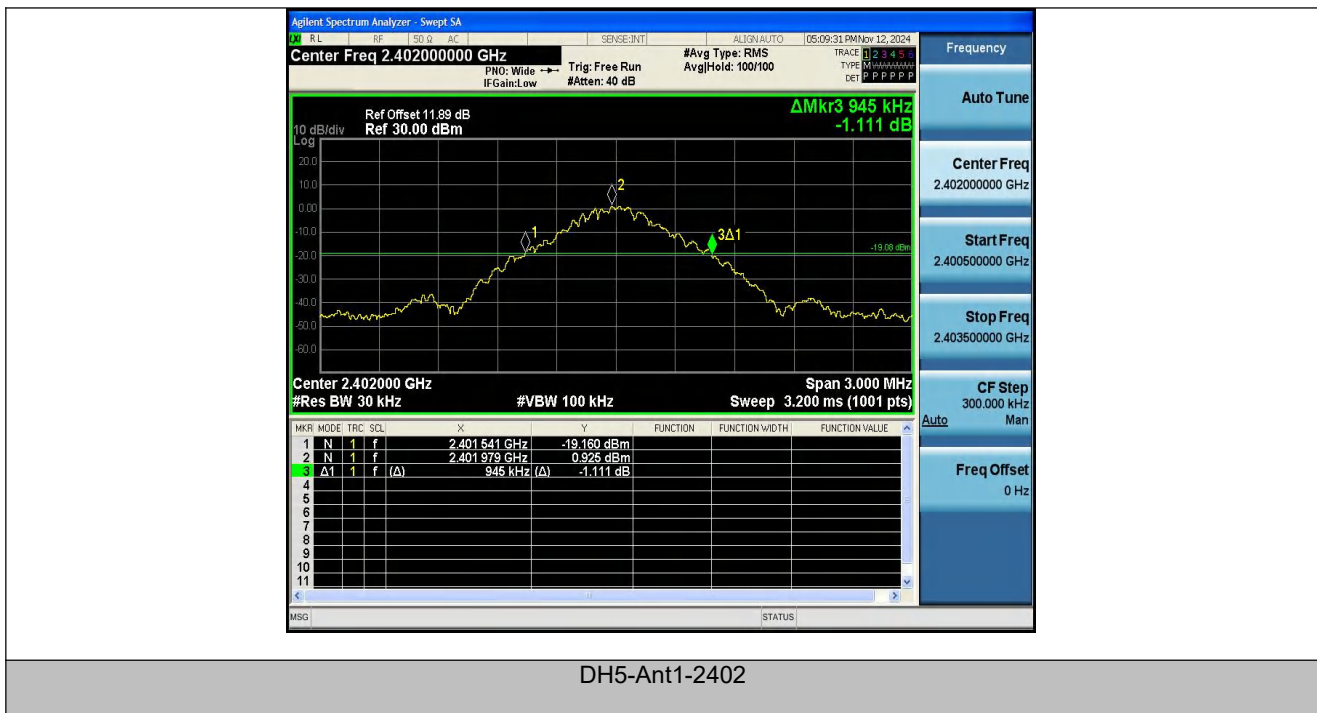 Agilent Spectrum Analyzer - Swept SA
LXI RL RF 50 Ω AC SENSE:INT ALIGN AUTO 05:09:31 PM Nov 12, 2024
Center Freq 2.402000000 GHz
PNO: Wide
IFGain:Low
Trig: Free Run
#Atten: 40 dB
#Avg Type: RMS
Avg|Hold: 100/100
TRACE 1 2 3 4 5 6
TYPE M
DET P P P P P P
Frequency
ΔMkr3 945 kHz
-1.111 dB
Ref Offset 11.89 dB
10 dB/div Ref 30.00 dBm
Log
20.0
10.0
0.00
-10.0
-20.0
-30.0
-40.0
-50.0
-60.0
2
1
3Δ1
-19.08 dBm
Center 2.402000 GHz Span 3.000 MHz
#Res BW 30 kHz #VBW 100 kHz Sweep 3.200 ms (1001 pts)
MKR MODE TRC SCL X Y FUNCTION FUNCTION WIDTH FUNCTION VALUE
1 N 1 f 2.401 541 GHz -19.160 dBm
2 N 1 f 2.401 979 GHz 0.925 dBm
3 Δ1 1 f (Δ) 945 kHz (Δ) -1.111 dB
4
5
6
7
8
9
10
11
MSG STATUS
Auto Tune
Center Freq
2.402000000 GHz
Start Freq
2.400500000 GHz
Stop Freq
2.403500000 GHz
CF Step
300.000 kHz
Auto Man
Freq Offset
0 Hz
DH5-Ant1-2402